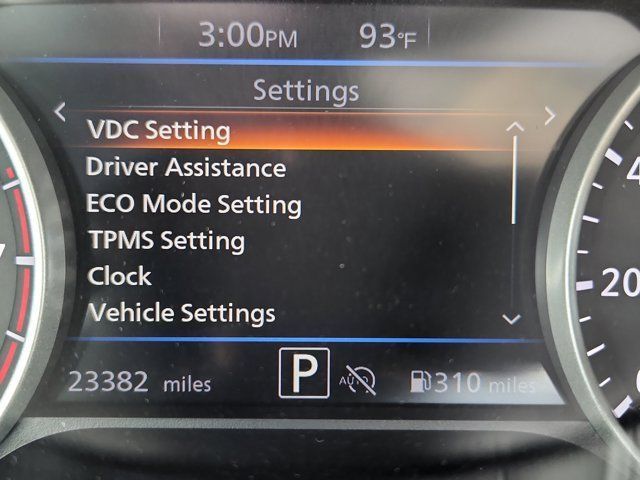 3:00PM 93°F
Settings
VDC Setting
Driver Assistance
ECO Mode Setting
TPMS Setting
Clock
Vehicle Settings
23382 miles P AUTO 310 miles
20